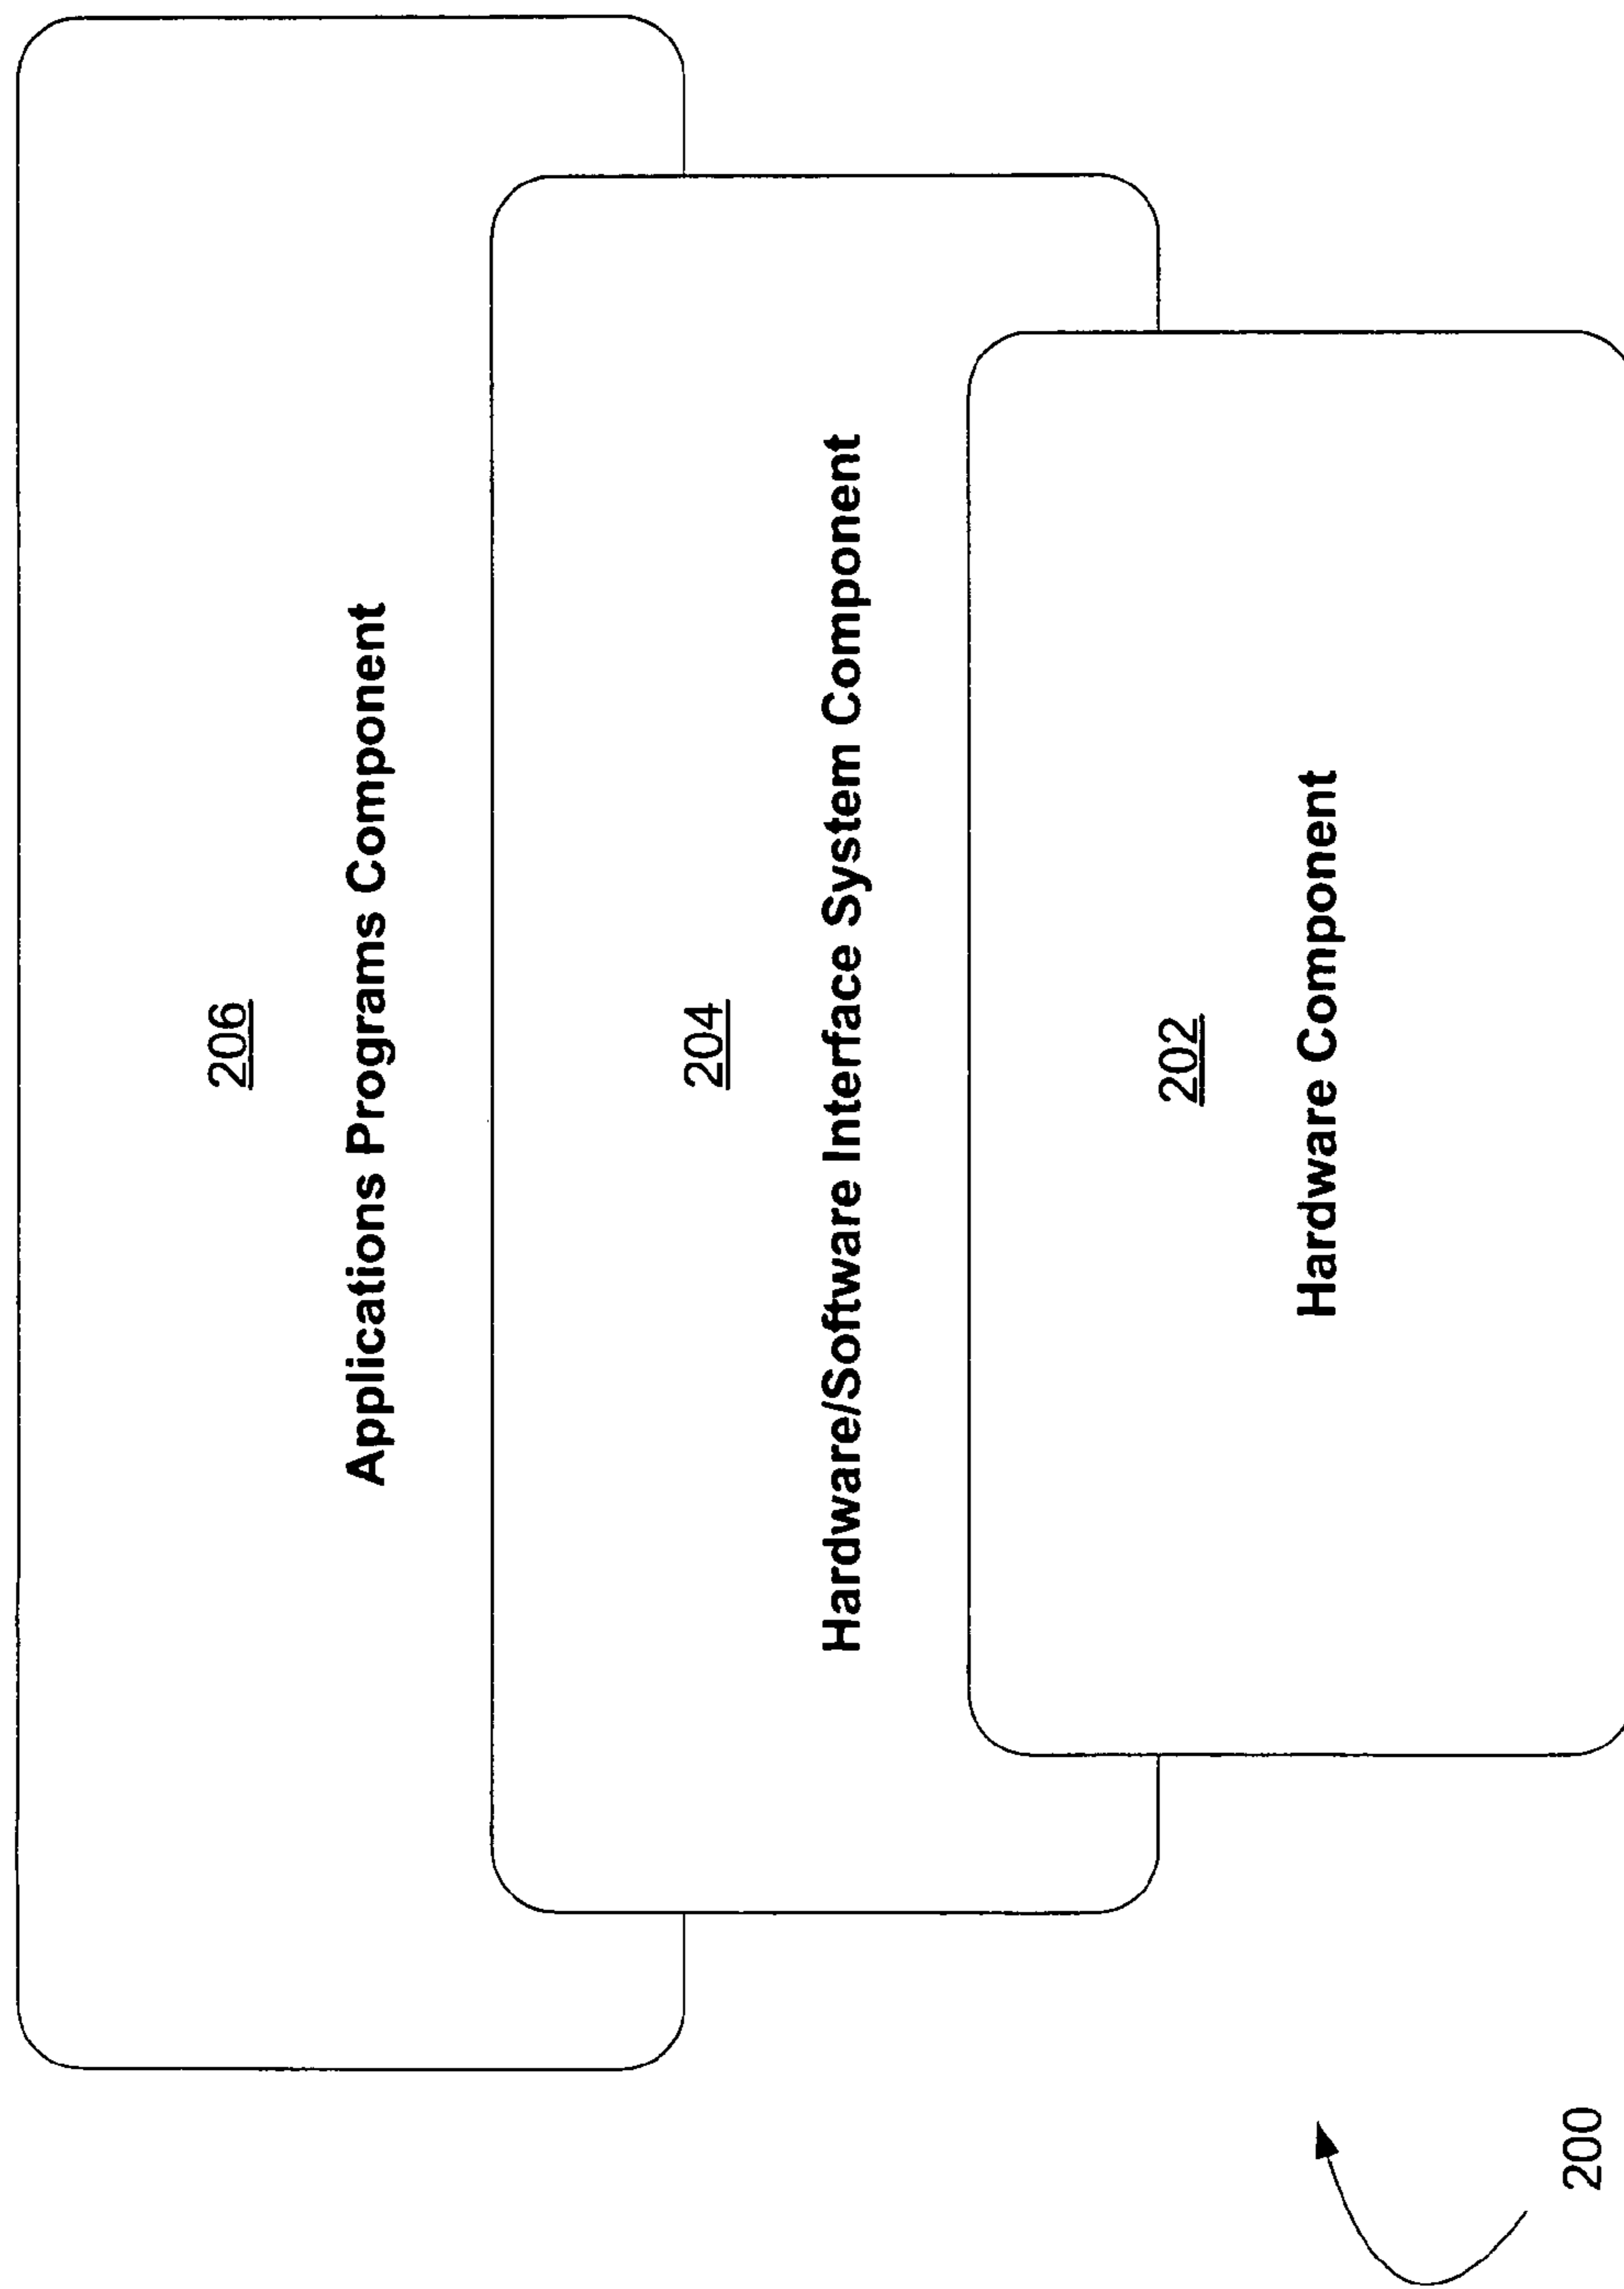 206
Applications Programs Component
204
Hardware/Software Interface System Component
202
Hardware Component
200